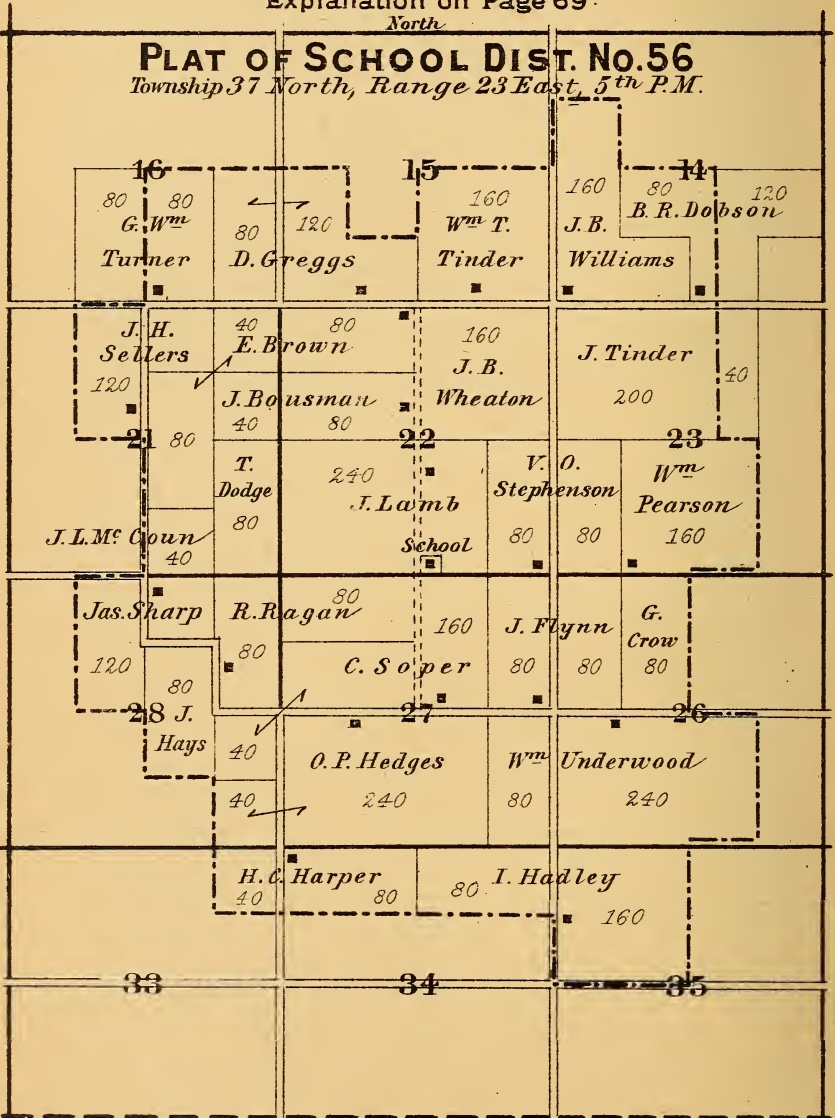 Explanation on Page 69.
North
PLAT OF SCHOOL DIST. No. 56
Township 37 North, Range 23 East, 5th P.M.
16 15 14
80 80 160 160 80 120
G. Wm 80 120 Wm T. J.B. B.R. Dobson
Turner D. Greggs Tinder Williams
J. H. 40 80 160
Sellers E. Brown J. B. J. Tinder
120 Wheaton 200 40
J. Bousman
40 80
21 80 22 23
T. 240 V. O. Wm
Dodge J. Lamb Stephenson Pearson
80 80 80 160
J. L. Mc Coun School
40
Jas. Sharp R. Ragan 80 160 J. Flynn G.
Crow
120 80 C. Soper 80 80 80
80
28 J. 27 26
Hays 40 O. P. Hedges Wm Underwood
40 240 80 240
H. C. Harper I. Hadley
40 80 80 160
33 34 35